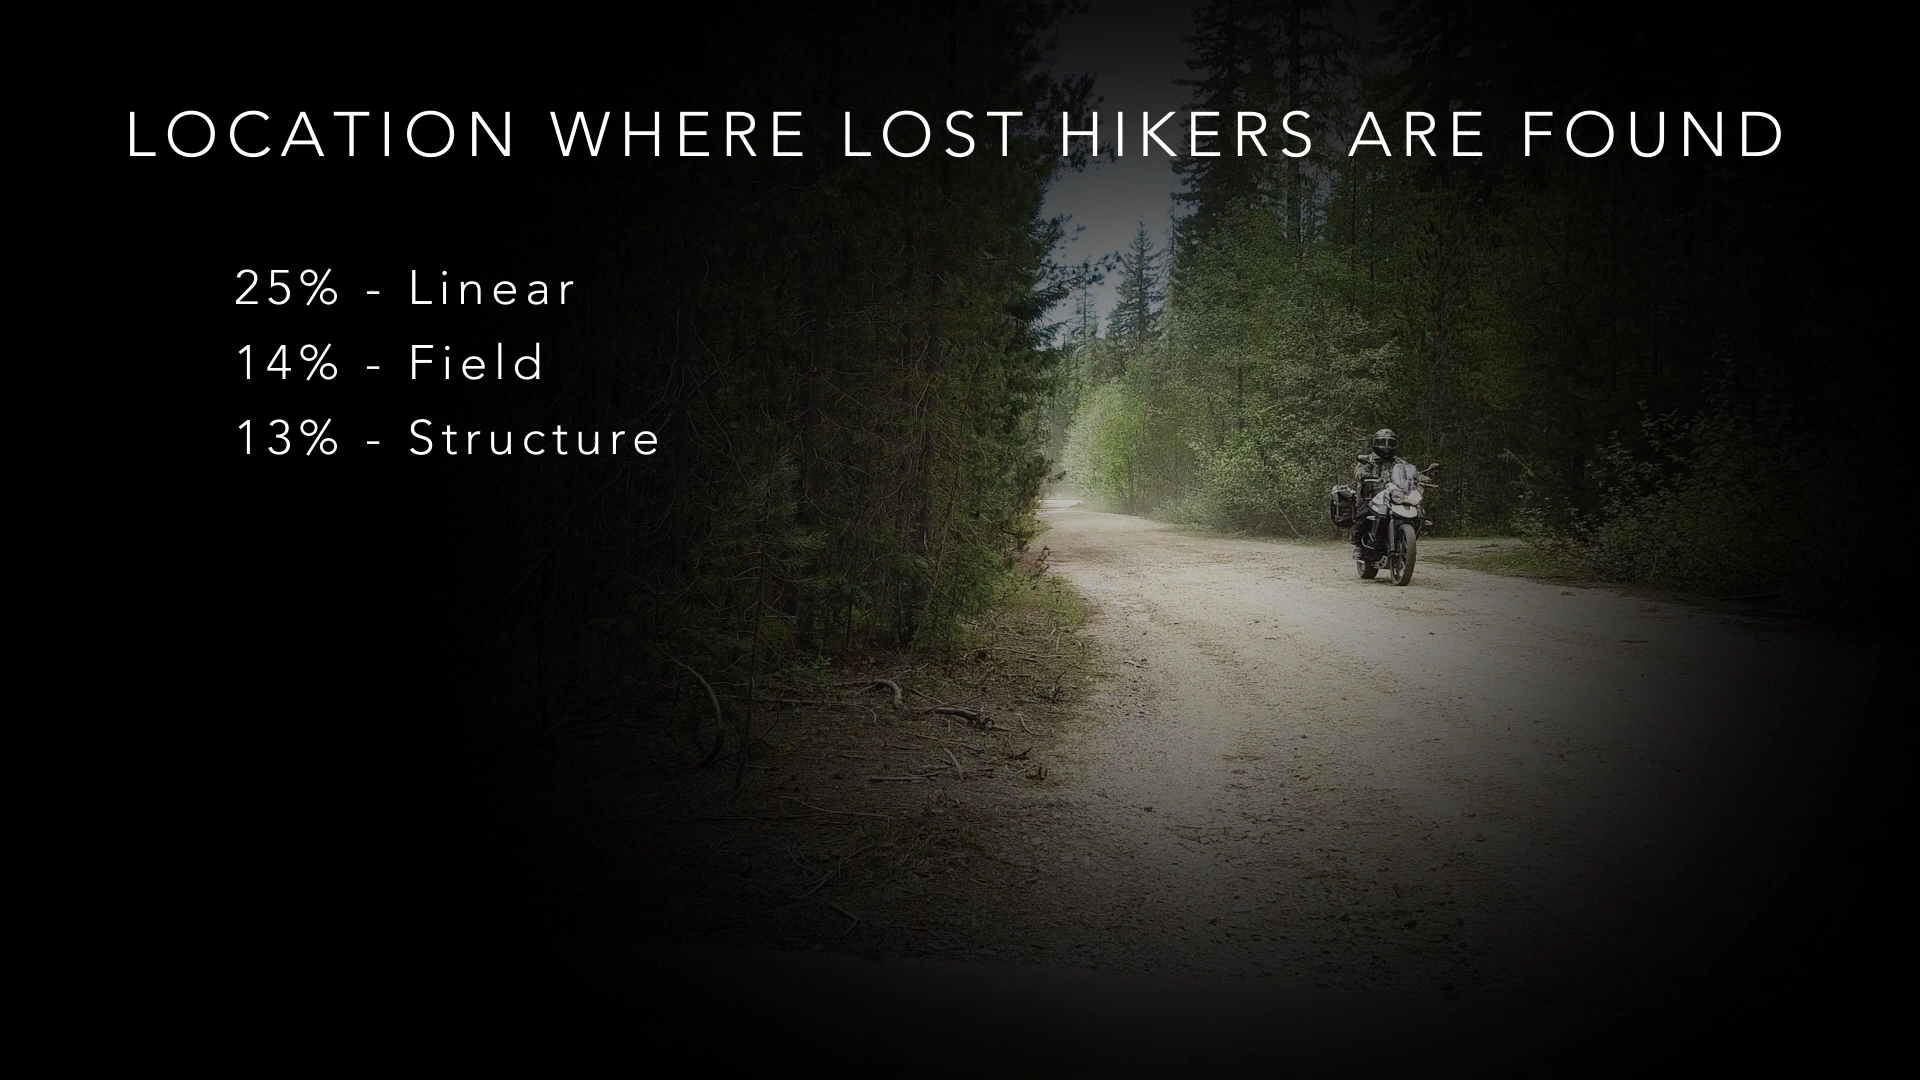 LOCATION WHERE LOST HIKERS ARE FOUND
25% - Linear
14% - Field
13% - Structure